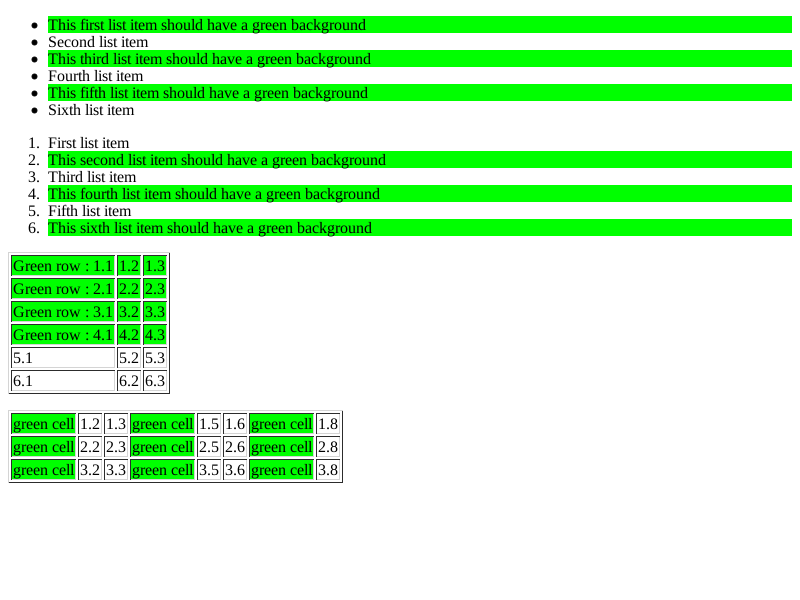 • This first list item should have a green background
• Second list item
• This third list item should have a green background
• Fourth list item
• This fifth list item should have a green background
• Sixth list item
1. First list item
2. This second list item should have a green background
3. Third list item
4. This fourth list item should have a green background
5. Fifth list item
6. This sixth list item should have a green background
Green row : 1.1 1.2 1.3
Green row : 2.1 2.2 2.3
Green row : 3.1 3.2 3.3
Green row : 4.1 4.2 4.3
5.1 5.2 5.3
6.1 6.2 6.3
green cell 1.2 1.3 green cell 1.5 1.6 green cell 1.8
green cell 2.2 2.3 green cell 2.5 2.6 green cell 2.8
green cell 3.2 3.3 green cell 3.5 3.6 green cell 3.8